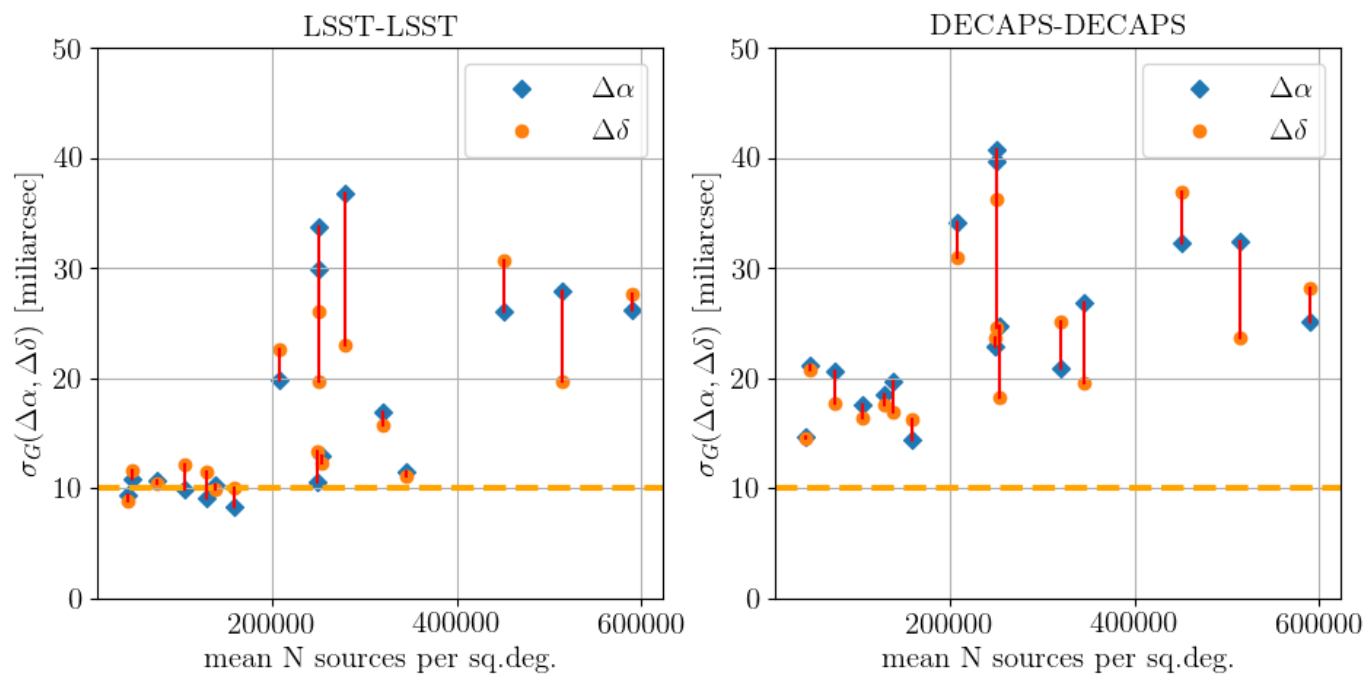 LSST-LSST
50
40
30
20
10
0
σ_G(Δα, Δδ) [miliarcsec]
Δα
Δδ
200000 400000 600000
mean N sources per sq.deg.
DECAPS-DECAPS
50
40
30
20
10
0
σ_G(Δα, Δδ) [miliarcsec]
Δα
Δδ
200000 400000 600000
mean N sources per sq.deg.